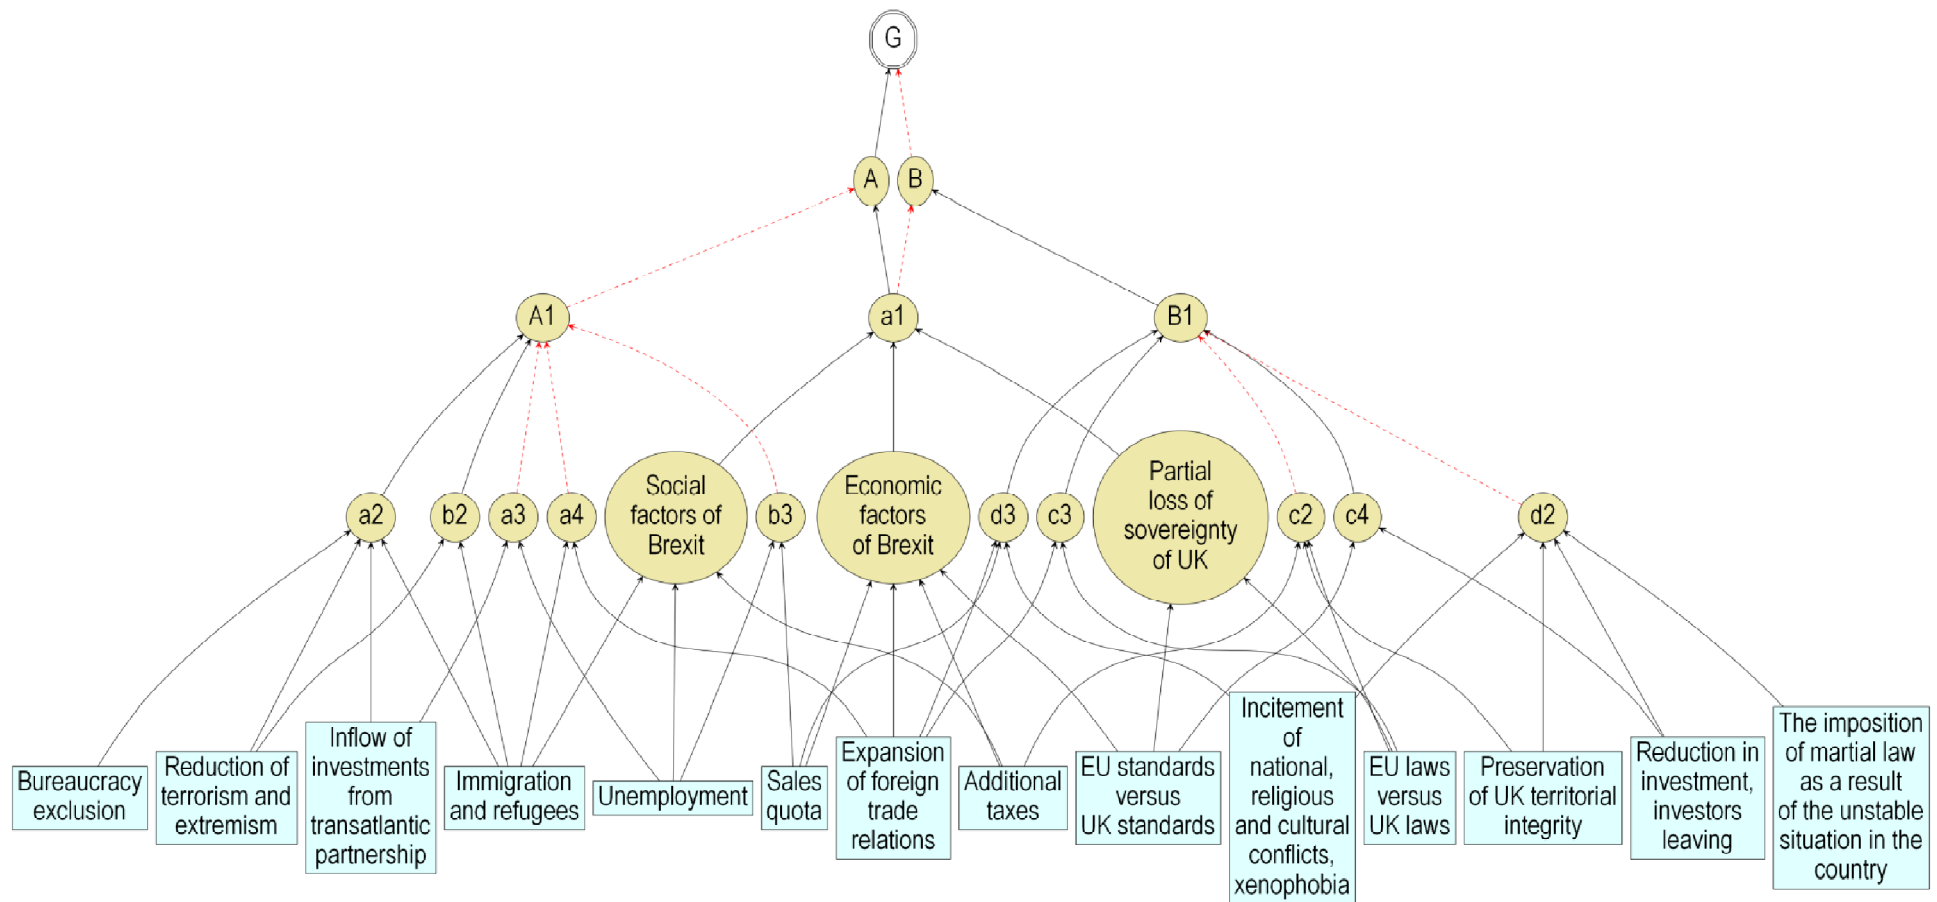 G
A
B
A1
a1
B1
a2
b2
a3
a4
Social
factors of
Brexit
b3
Economic
factors
of Brexit
d3
c3
Partial
loss of
sovereignty
of UK
c2
c4
d2
Bureaucracy
exclusion
Reduction of
terrorism and
extremism
Inflow of
investments
from
transatlantic
partnership
Immigration
and refugees
Unemployment
Sales
quota
Expansion
of foreign
trade
relations
Additional
taxes
EU standards
versus
UK standards
Incitement
of
national,
religious
and cultural
conflicts,
xenophobia
EU laws
versus
UK laws
Preservation
of UK territorial
integrity
Reduction in
investment,
investors
leaving
The imposition
of martial law
as a result
of the unstable
situation in the
country